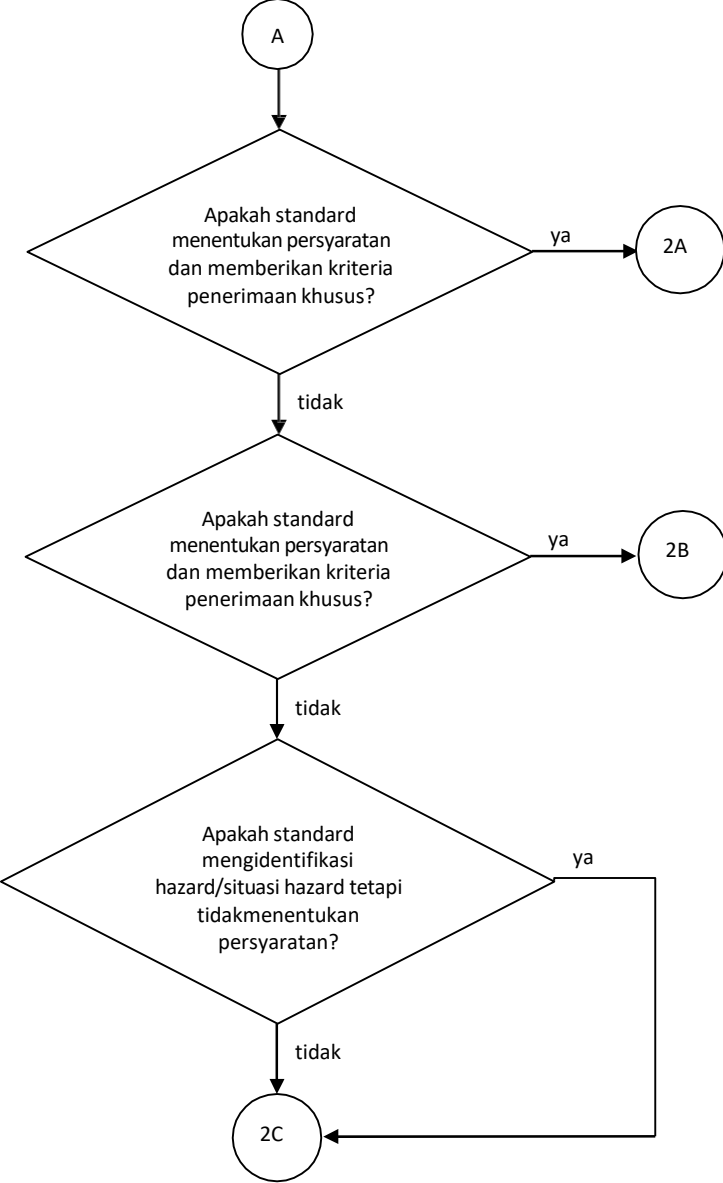 A
Apakah standard
menentukan persyaratan
dan memberikan kriteria
penerimaan khusus?
ya
2A
tidak
Apakah standard
menentukan persyaratan
dan memberikan kriteria
penerimaan khusus?
ya
2B
tidak
Apakah standard
mengidentifikasi
hazard/situasi hazard tetapi
tidakmenentukan
persyaratan?
ya
tidak
2C